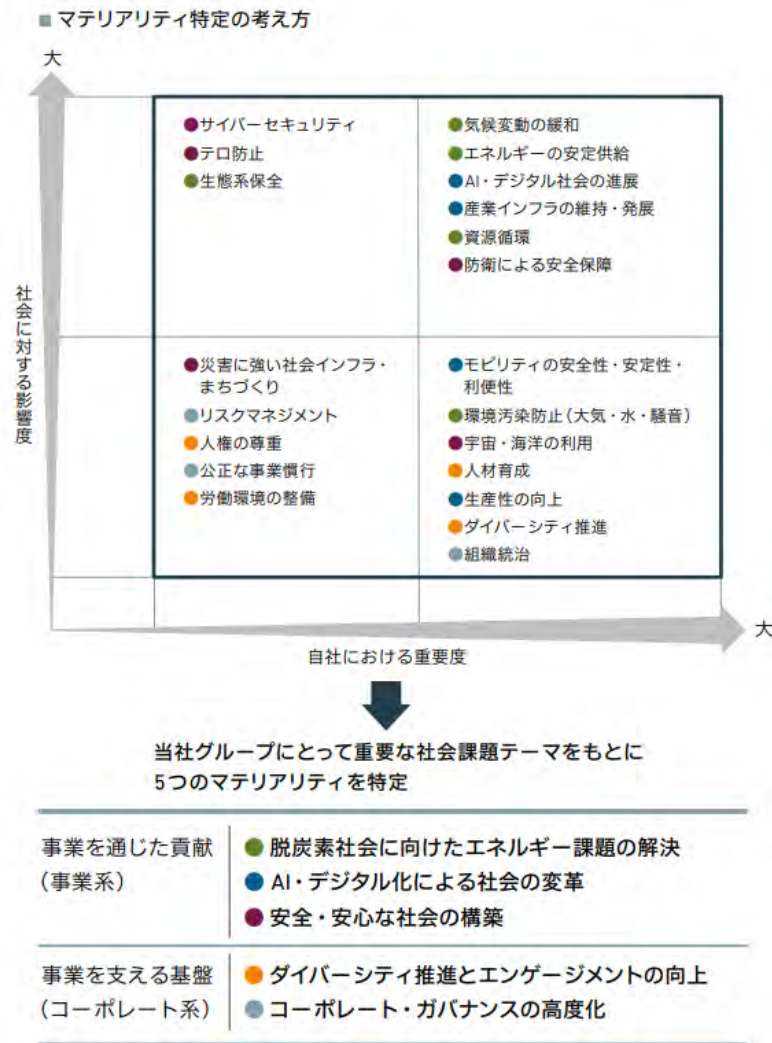 ■ マテリアリティ特定の考え方
大
社会に対する影響度
●サイバーセキュリティ
●テロ防止
●生態系保全
●気候変動の緩和
●エネルギーの安定供給
●AI・デジタル社会の進展
●産業インフラの維持・発展
●資源循環
●防衛による安全保障
●災害に強い社会インフラ・
まちづくり
●リスクマネジメント
●人権の尊重
●公正な事業慣行
●労働環境の整備
●モビリティの安全性・安定性・
利便性
●環境汚染防止(大気・水・騒音)
●宇宙・海洋の利用
●人材育成
●生産性の向上
●ダイバーシティ推進
●組織統治
大
自社における重要度
当社グループにとって重要な社会課題テーマをもとに
5つのマテリアリティを特定
事業を通じた貢献
(事業系)
● 脱炭素社会に向けたエネルギー課題の解決
● AI・デジタル化による社会の変革
● 安全・安心な社会の構築
事業を支える基盤
(コーポレート系)
● ダイバーシティ推進とエンゲージメントの向上
● コーポレート・ガバナンスの高度化